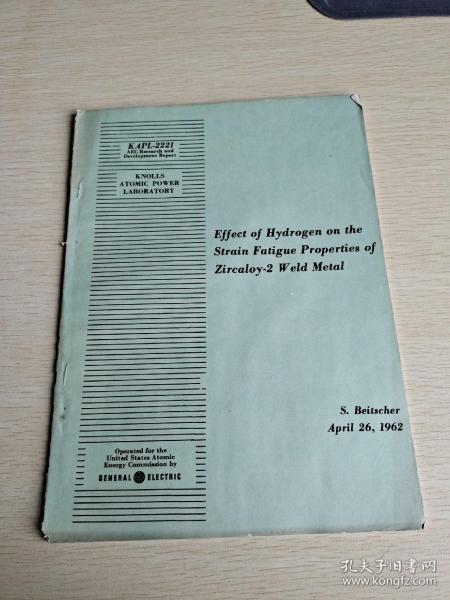 KAPL-2221
AEC Research and
Development Report
KNOLLS
ATOMIC POWER
LABORATORY
Effect of Hydrogen on the
Strain Fatigue Properties of
Zircaloy-2 Weld Metal
S. Beitscher
April 26, 1962
Operated for the
United States Atomic
Energy Commission by
GENERAL ELECTRIC
孔夫子旧书网
www.kongfz.com